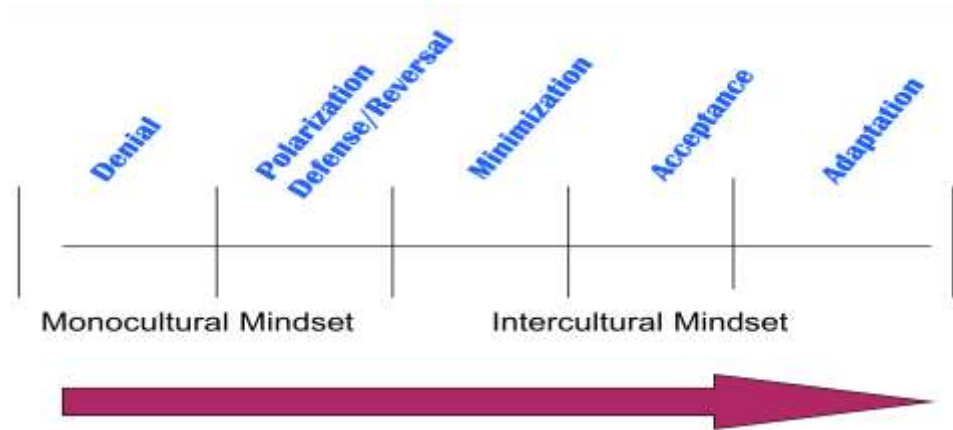 Denial
Polarization
Defense/Reversal
Minimization
Acceptance
Adaptation
Monocultural Mindset
Intercultural Mindset